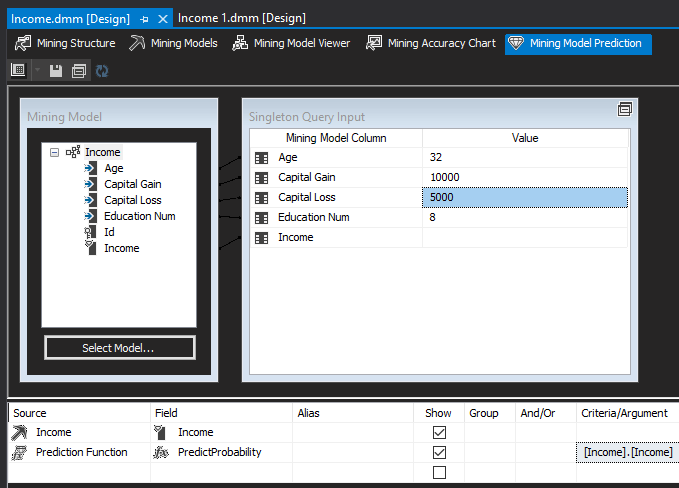 Income.dmm [Design] Income 1.dmm [Design]
Mining Structure Mining Models Mining Model Viewer Mining Accuracy Chart Mining Model Prediction
Mining Model
Income
Age
Capital Gain
Capital Loss
Education Num
Id
Income
Select Model...
Singleton Query Input
Mining Model Column Value
Age 32
Capital Gain 10000
Capital Loss 5000
Education Num 8
Income
Source Field Alias Show Group And/Or Criteria/Argument
Income Income
Prediction Function PredictProbability [Income].[Income]